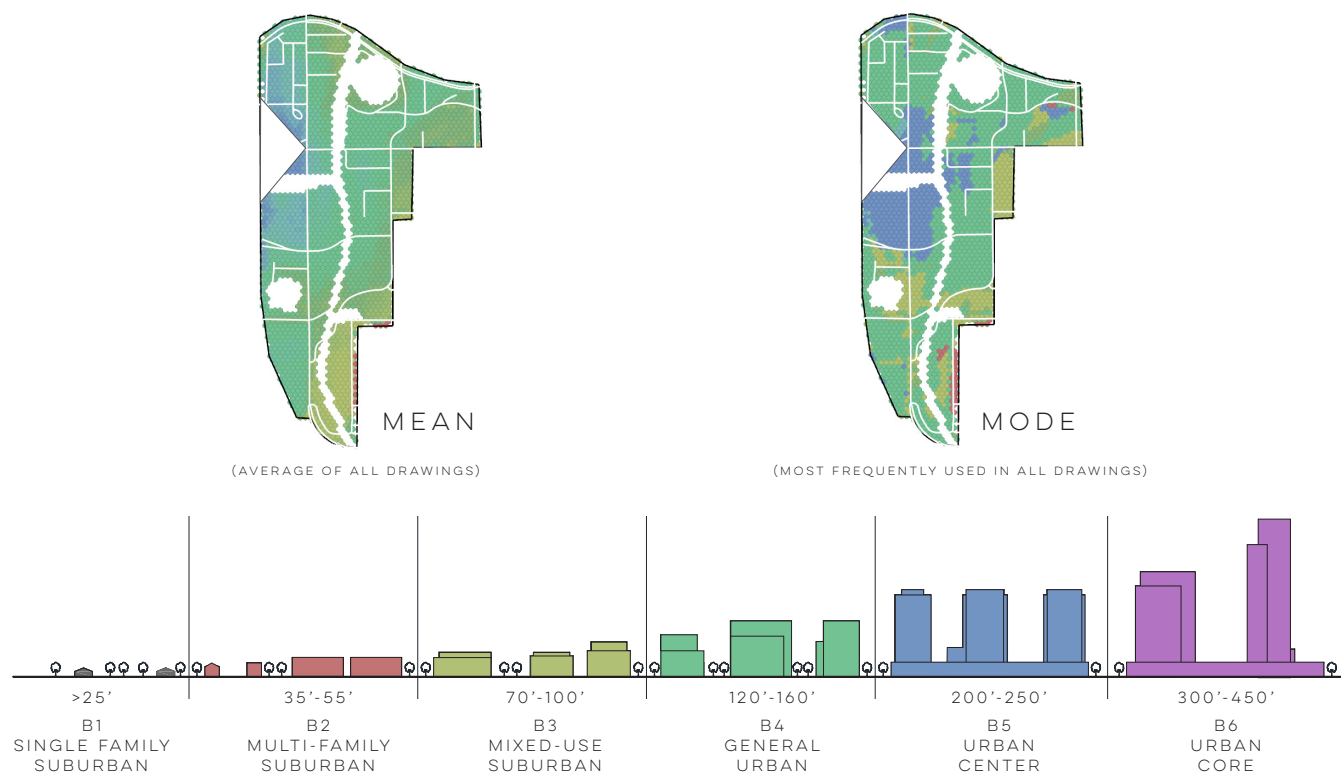 MEAN
(AVERAGE OF ALL DRAWINGS)
MODE
(MOST FREQUENTLY USED IN ALL DRAWINGS)
>25'
B1
SINGLE FAMILY
SUBURBAN
35'-55'
B2
MULTI-FAMILY
SUBURBAN
70'-100'
B3
MIXED-USE
SUBURBAN
120'-160'
B4
GENERAL
URBAN
200'-250'
B5
URBAN
CENTER
300'-450'
B6
URBAN
CORE